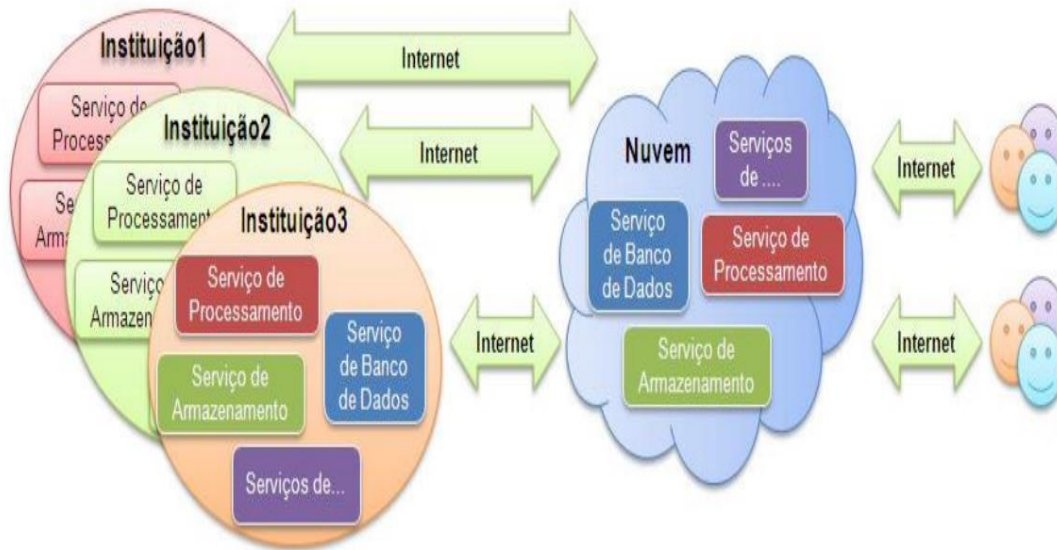 Instituição1
Serviço de
Instituição2
Serviço de
Processament
Serviço
Instituição3
Serviço de
Processamento
Serviço
de Banco
de Dados
Serviço de
Armazenamento
Serviços de...
Internet
Internet
Internet
Nuvem
Serviços
de ....
Serviço
de Banco
de Dados
Serviço de
Processamento
Serviço de
Armazenamento
Internet
Internet